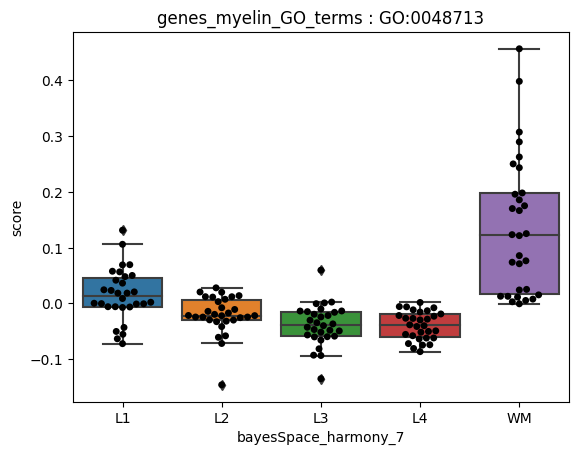 genes_myelin_GO_terms : GO:0048713
score
0.4
0.3
0.2
0.1
0.0
−0.1
L1 L2 L3 L4 WM
bayesSpace_harmony_7